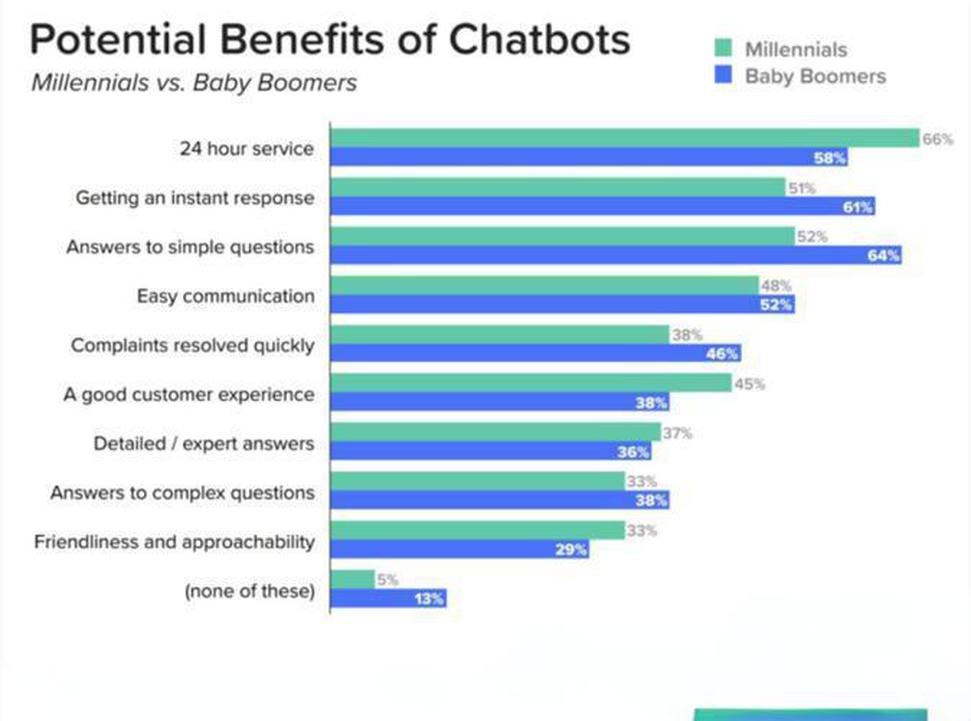 Potential Benefits of Chatbots
Millennials vs. Baby Boomers
Millennials
Baby Boomers
24 hour service
66%
58%
Getting an instant response
51%
61%
Answers to simple questions
52%
64%
Easy communication
48%
52%
Complaints resolved quickly
38%
46%
A good customer experience
45%
38%
Detailed / expert answers
37%
36%
Answers to complex questions
33%
38%
Friendliness and approachability
33%
29%
(none of these)
5%
13%